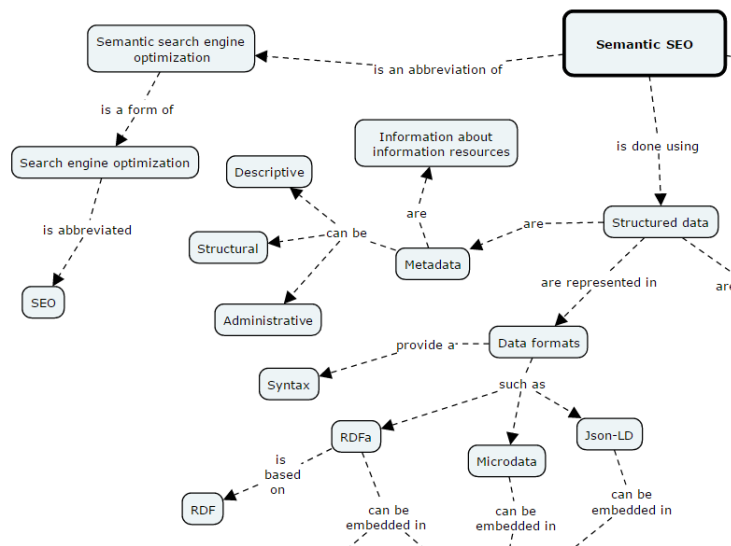 Semantic search engine
optimization
Semantic SEO
is an abbreviation of
is a form of
Information about
information resources
is done using
Search engine optimization
Descriptive
are
Structured data
is abbreviated
can be
are
Structural
Metadata
are represented in
are
SEO
Administrative
provide a
Data formats
Syntax
such as
RDFa
Json-LD
is
based
on
Microdata
RDF
can be
embedded in
can be
embedded in
can be
embedded in